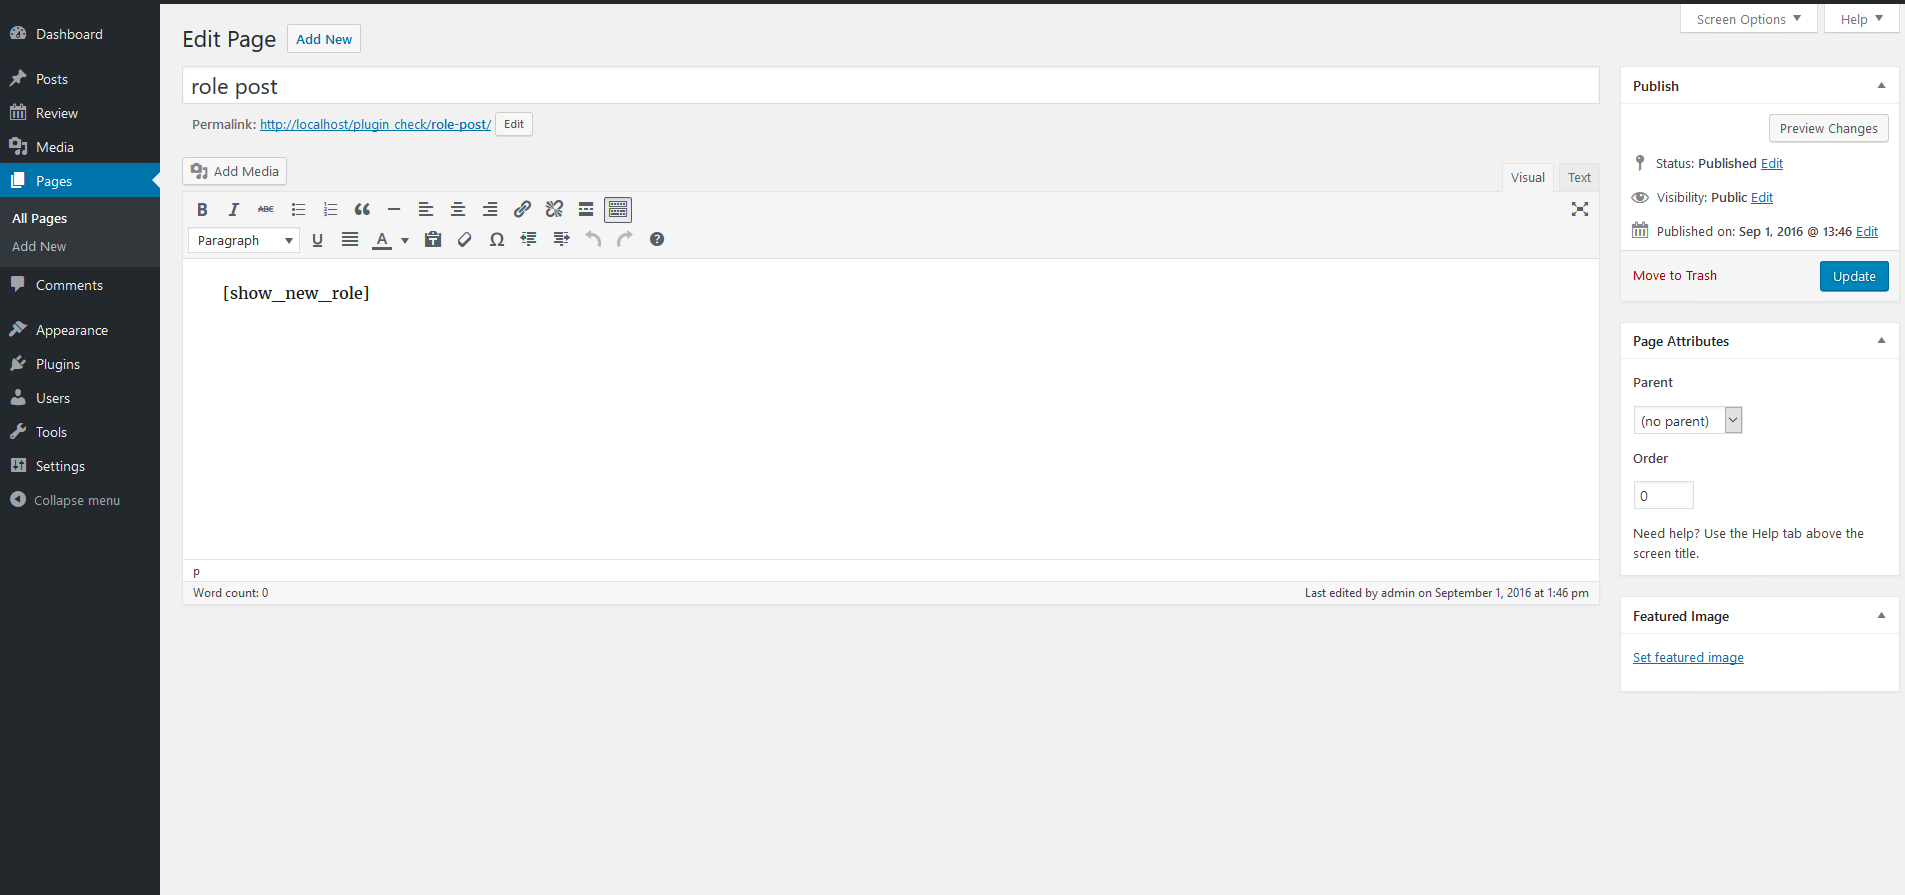 Dashboard
Posts
Review
Media
Pages
All Pages
Add New
Comments
Appearance
Plugins
Users
Tools
Settings
Collapse menu
Screen Options
Help
Edit Page
Add New
role post
Permalink: http://localhost/plugin_check/role-post/ Edit
Add Media
Visual
Text
B I ABC
Paragraph U A Ω
[show_new_role]
p
Word count: 0
Last edited by admin on September 1, 2016 at 1:46 pm
Publish
Preview Changes
Status: Published Edit
Visibility: Public Edit
Published on: Sep 1, 2016 @ 13:46 Edit
Move to Trash
Update
Page Attributes
Parent
(no parent)
Order
0
Need help? Use the Help tab above the
screen title.
Featured Image
Set featured image